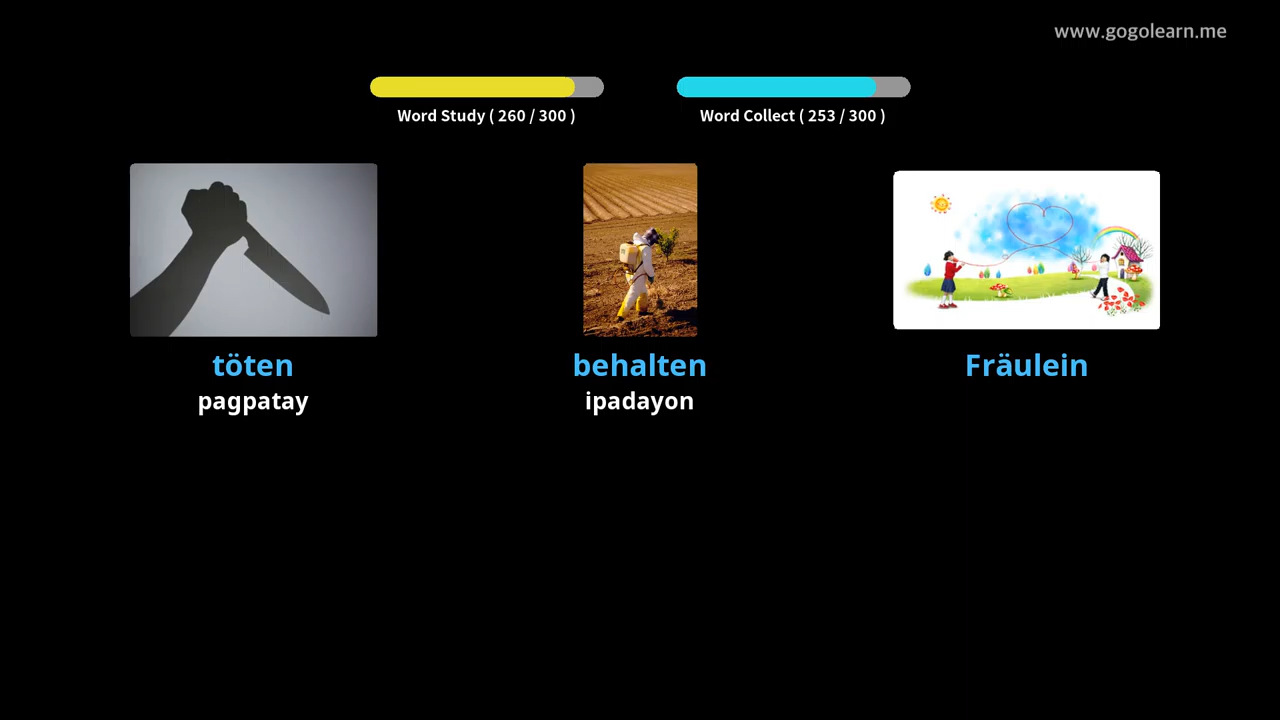 www.gogolearn.me
Word Study ( 260 / 300 )
Word Collect ( 253 / 300 )
töten
behalten
Fräulein
pagpatay
ipadayon